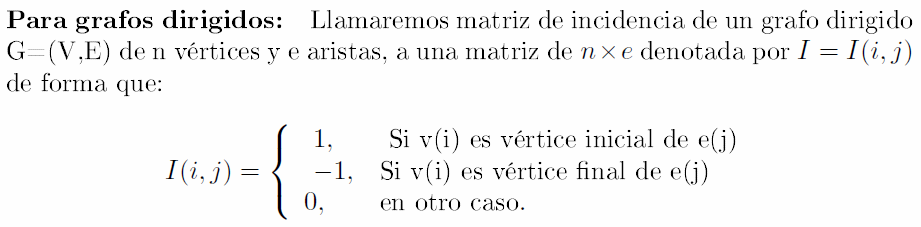 Para grafos dirigidos: Llamaremos matriz de incidencia de un grafo dirigido
G=(V,E) de n vértices y e aristas, a una matriz de n×e denotada por I = I(i, j)
de forma que:
I(i, j) = { 1, Si v(i) es vértice inicial de e(j)
−1, Si v(i) es vértice final de e(j)
0, en otro caso.